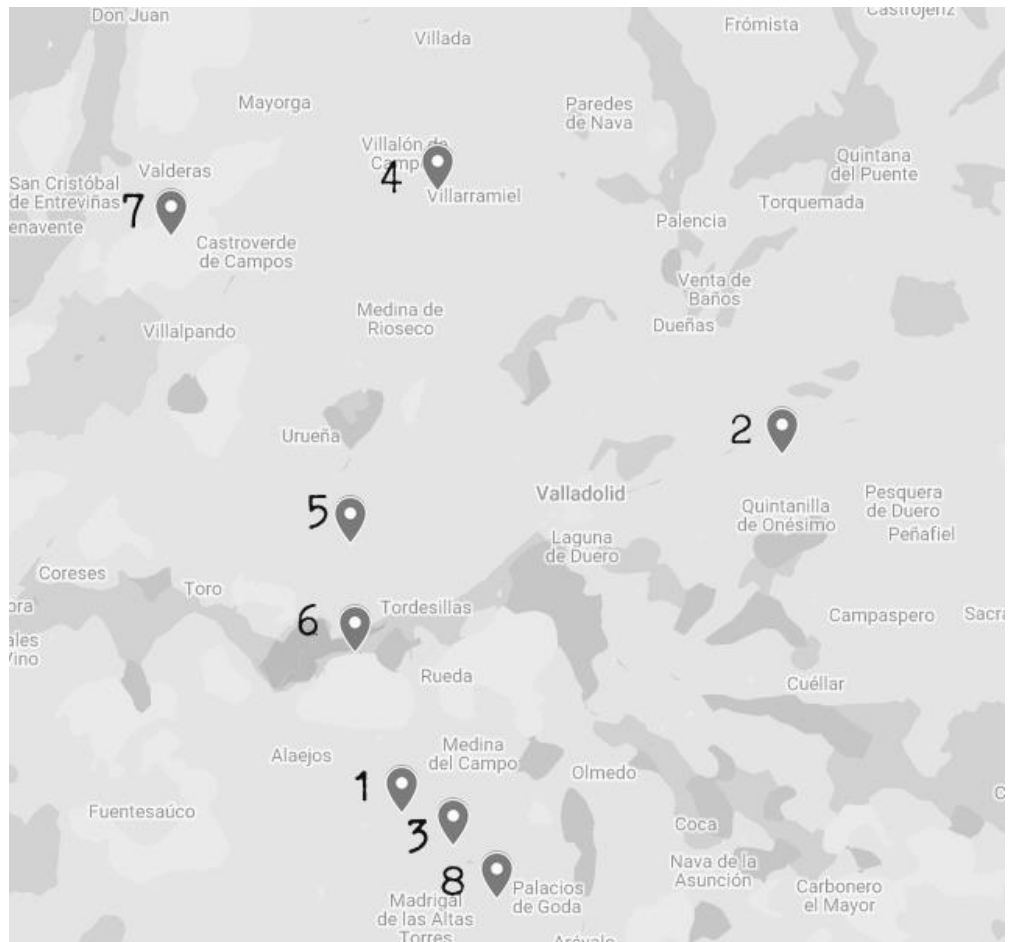 Don Juan
Villada
Frómista
Castrojeriz
Mayorga
Paredes
de Nava
Villalón de
4
Quintana
del Puente
Valderas
San Cristóbal
de Entreviñas
enavente
7
Villarramiel
Torquemada
Palencia
Castroverde
de Campos
Venta de
Baños
Dueñas
Medina de
Rioseco
Villalpando
Urueña
2
Valladolid
Quintanilla
de Onésimo
Pesquera
de Duero
Peñafiel
5
Laguna
de Duero
Coreses
Toro
ora
Tordesillas
6
Campaspero
Sacra
ales
Vino
Rueda
Cuéllar
Alaejos
Medina
del Campo
Olmedo
1
Fuentesaúco
C
3
Coca
Nava de la
Asunción
8
Palacios
de Goda
Carbonero
el Mayor
Madrigal
de las Altas
Torres
Arévalo